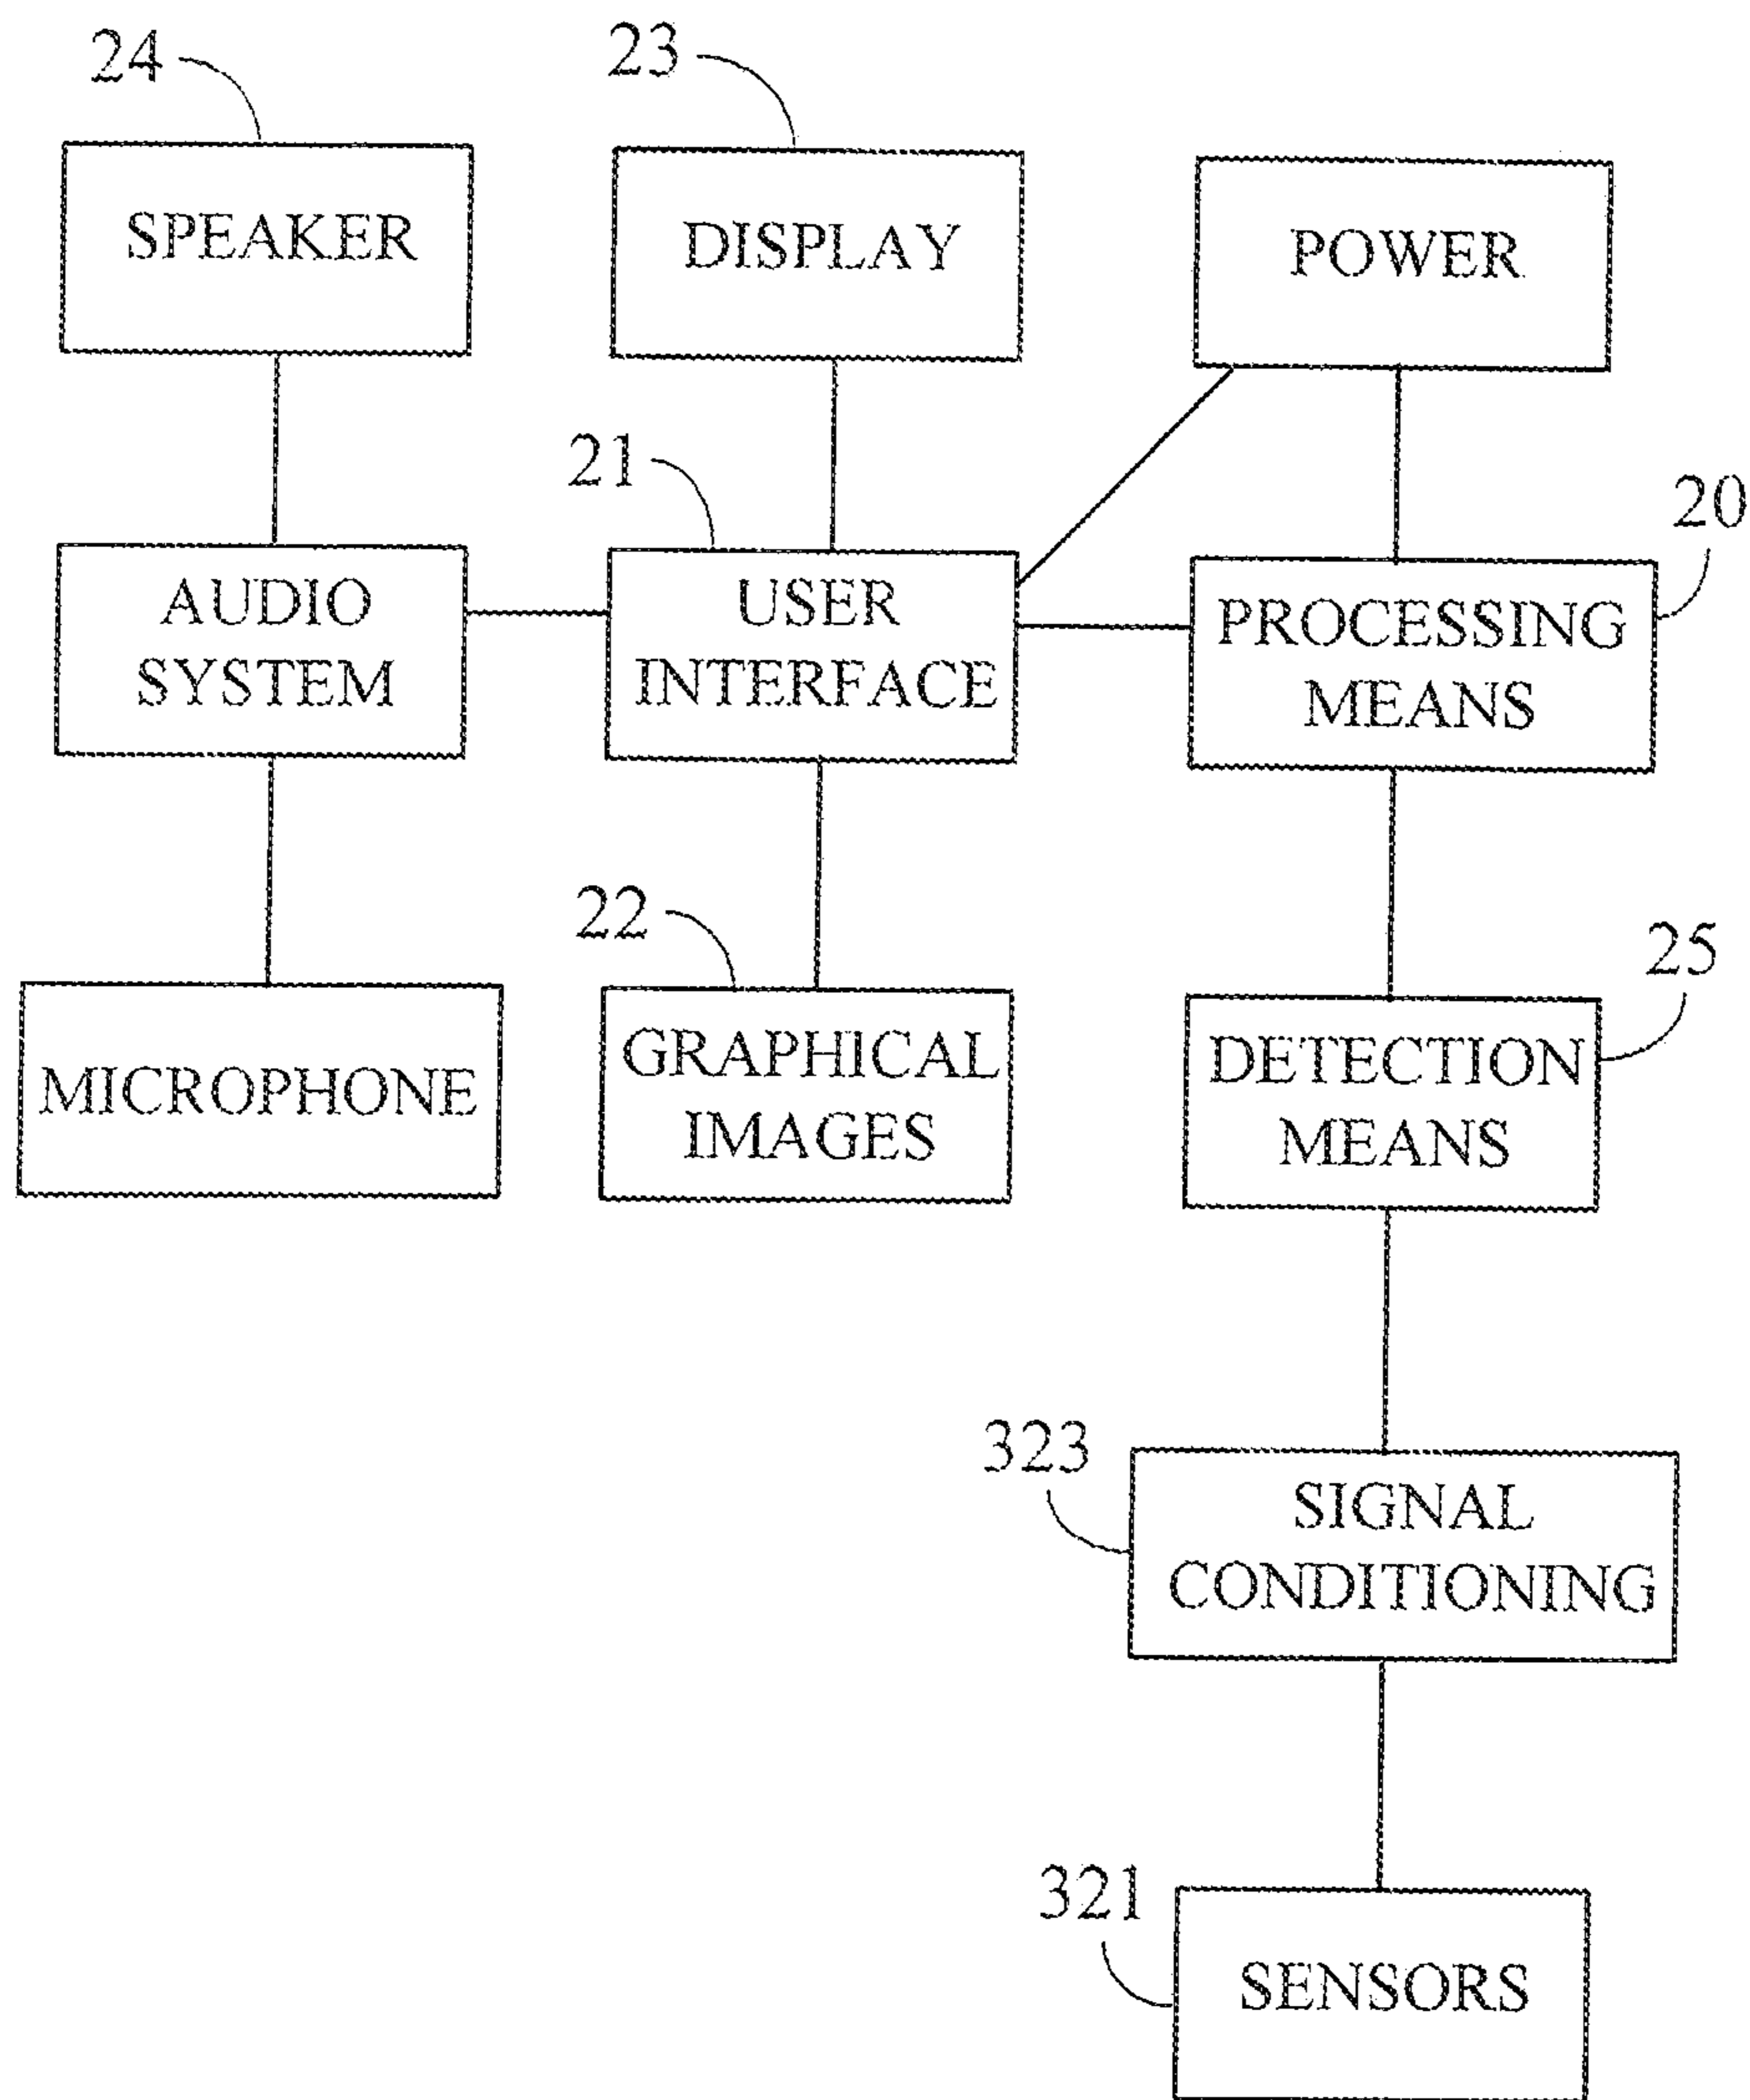 24
23
SPEAKER
DISPLAY
POWER
21
20
AUDIO
SYSTEM
USER
INTERFACE
PROCESSING
MEANS
22
25
MICROPHONE
GRAPHICAL
IMAGES
DETECTION
MEANS
323
SIGNAL
CONDITIONING
321
SENSORS